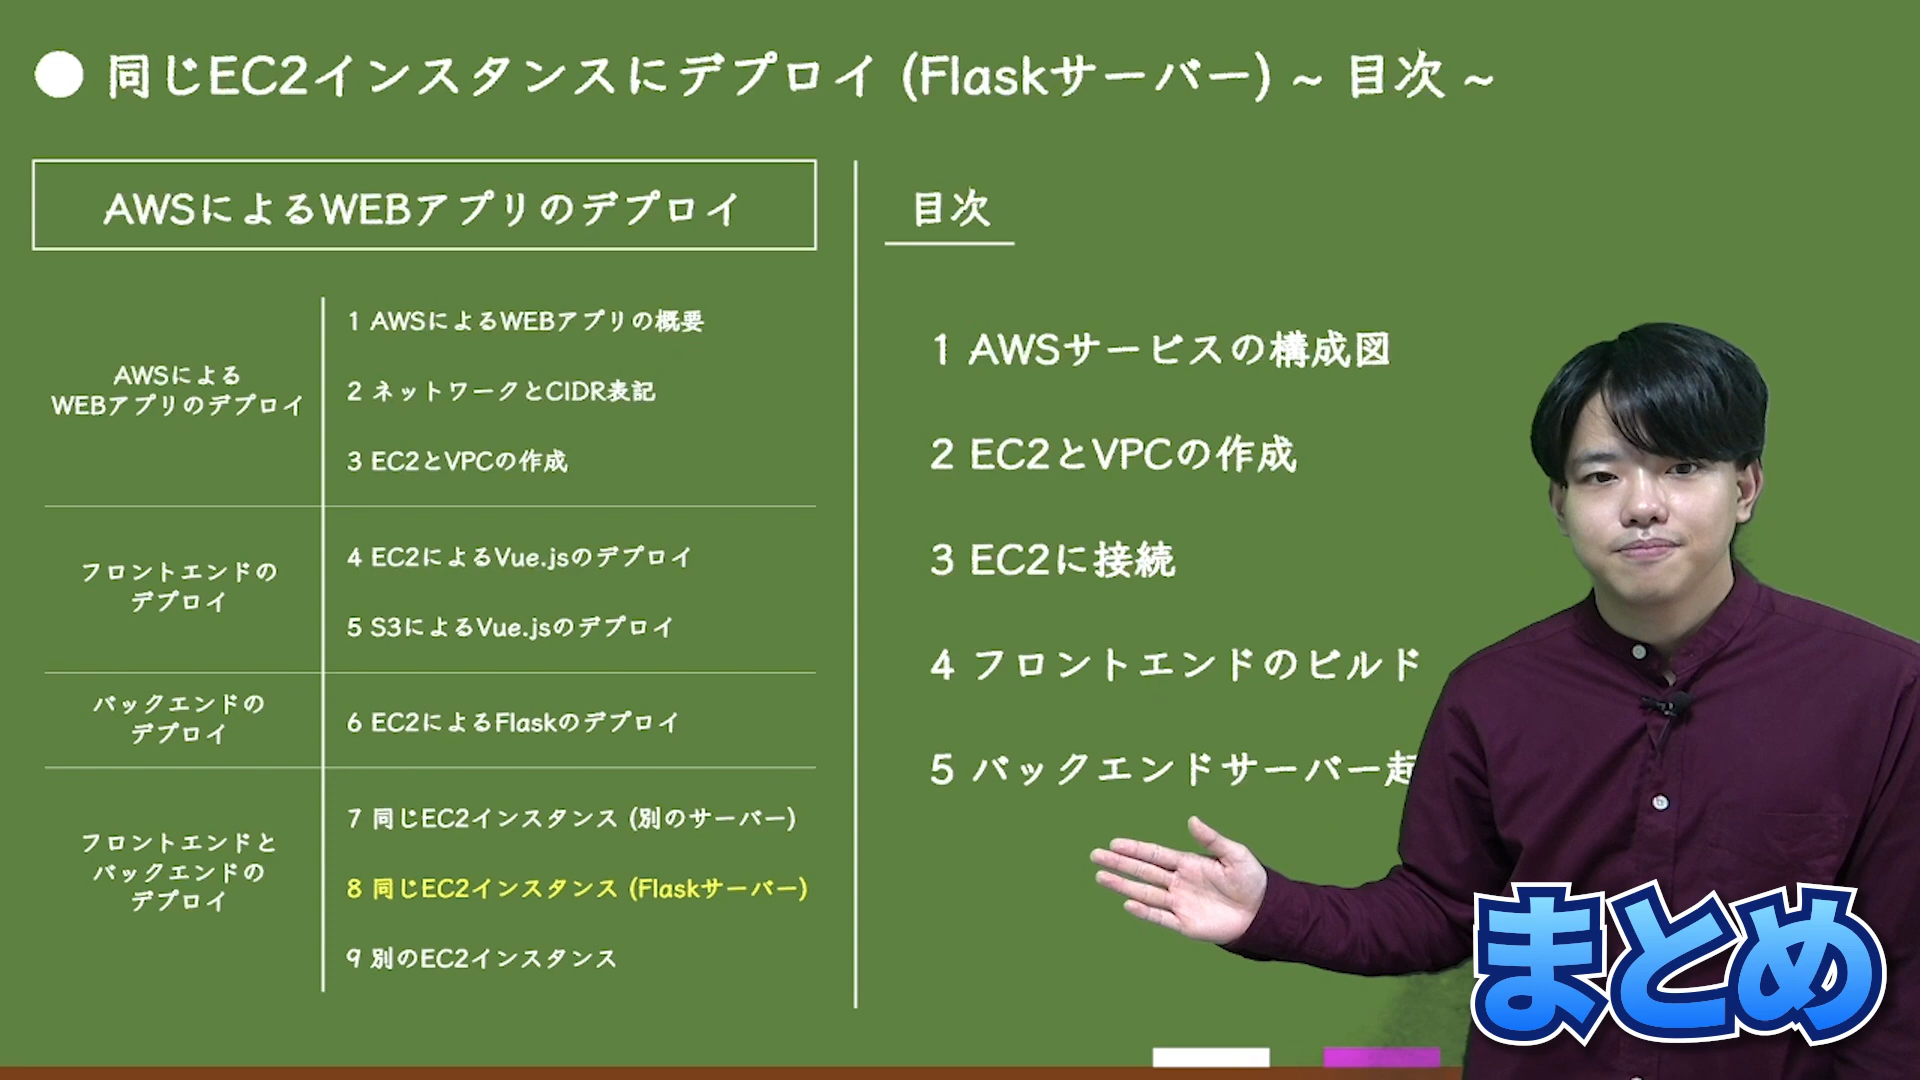 ● 同じEC2インスタンスにデプロイ (Flaskサーバー) ~ 目次 ~
AWSによるWEBアプリのデプロイ
AWSによる
WEBアプリのデプロイ
1 AWSによるWEBアプリの概要
2 ネットワークとCIDR表記
3 EC2とVPCの作成
フロントエンドの
デプロイ
4 EC2によるVue.jsのデプロイ
5 S3によるVue.jsのデプロイ
バックエンドの
デプロイ
6 EC2によるFlaskのデプロイ
フロントエンドと
バックエンドの
デプロイ
7 同じEC2インスタンス (別のサーバー)
8 同じEC2インスタンス (Flaskサーバー)
9 別のEC2インスタンス
目次
1 AWSサービスの構成図
2 EC2とVPCの作成
3 EC2に接続
4 フロントエンドのビルド
5 バックエンドサーバー起
まとめ